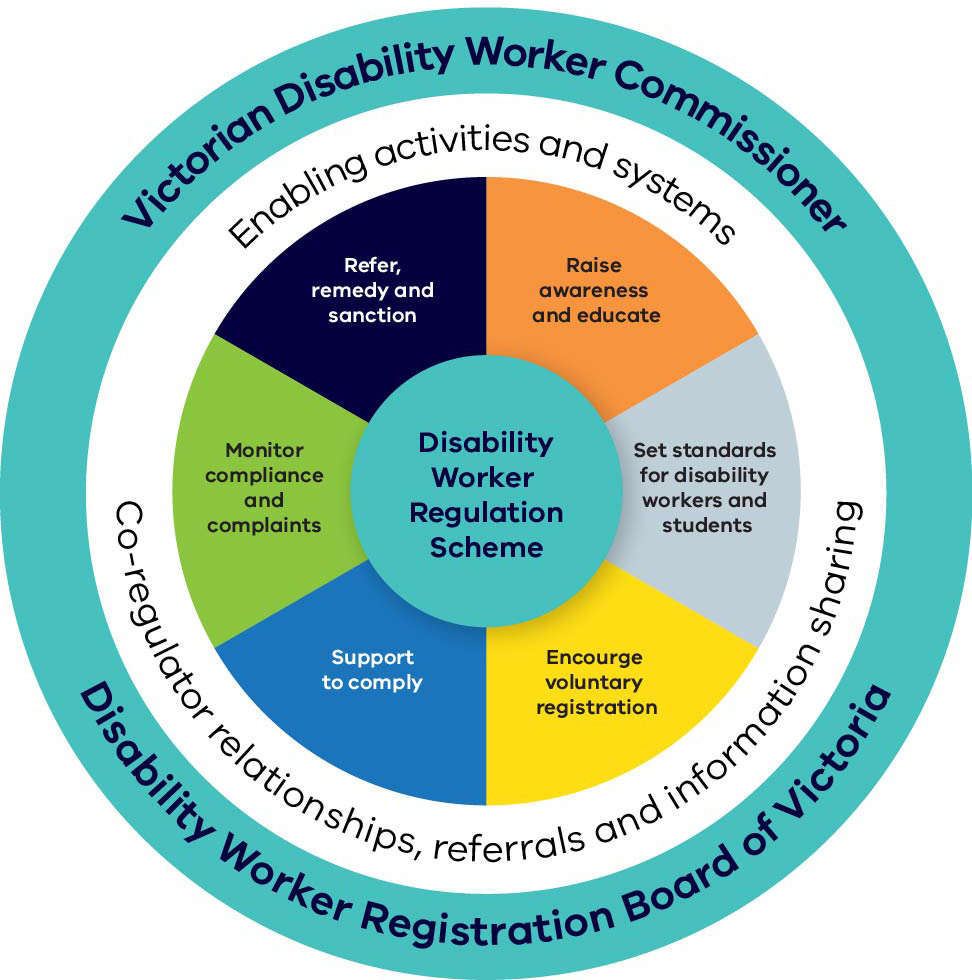 Victorian Disability Worker Commissioner
Enabling activities and systems
Refer,
remedy and
sanction
Raise
awareness
and educate
Monitor
compliance
and
complaints
Disability
Worker
Regulation
Scheme
Set standards
for disability
workers and
students
Support
to comply
Encourge
voluntary
registration
Co-regulator relationships, referrals and information sharing
Disability Worker Registration Board of Victoria